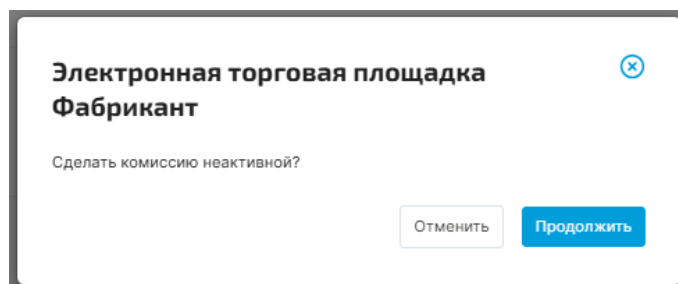 Электронная торговая площадка
Фабрикант
Сделать комиссию неактивной?
Отменить
Продолжить